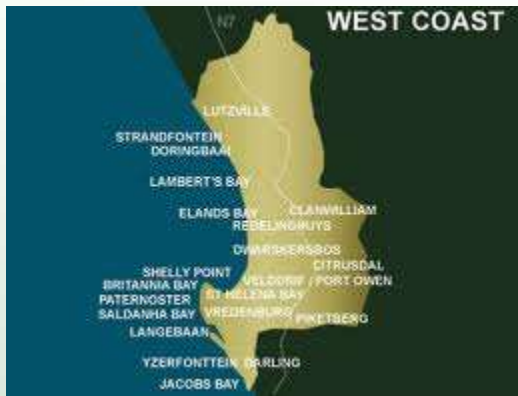 N7
WEST COAST
LUTZVILLE
STRANDFONTEIN
DORINGBAAI
LAMBERT'S BAY
ELANDS BAY
CLANWILLIAM
REDELINGHUYS
DWARSKERSBOS
CITRUSDAL
SHELLY POINT
VELDDRIF / PORT OWEN
BRITANNIA BAY
ST HELENA BAY
PATERNOSTER
SALDANHA BAY
VREDENBURG
PIKETBERG
LANGEBAAN
YZERFONTTEIN
DARLING
JACOBS BAY